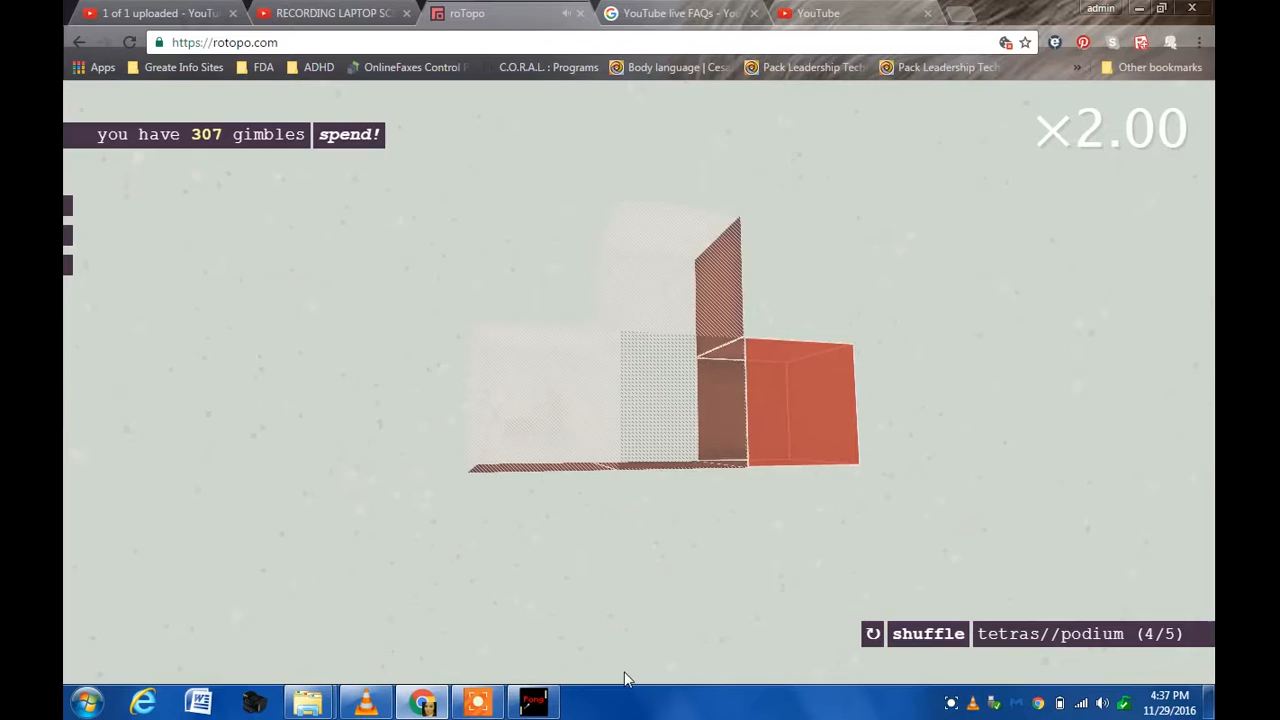 1 of 1 uploaded - YouTu
RECORDING LAPTOP SC
roTopo
YouTube live FAQs - Yo
YouTube
admin
https://rotopo.com
Apps
Greate Info Sites
FDA
ADHD
OnlineFaxes Control P
C.O.R.A.L. : Programs
Body language | Cesa
Pack Leadership Tech
Pack Leadership Tech
»
Other bookmarks
you have 307 gimbles
spend!
×2.00
↻ shuffle tetras//podium (4/5)
Pong
4:37 PM
11/29/2016